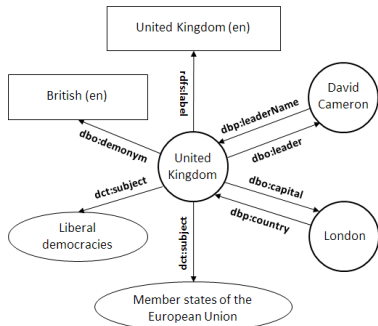 United Kingdom (en)
rdfs:label
British (en)
dbo:demonym
David
Cameron
dbp:leaderName
dbo:leader
United
Kingdom
dct:subject
dbo:capital
dbp:country
Liberal
democracies
London
dct:subject
Member states of the
European Union